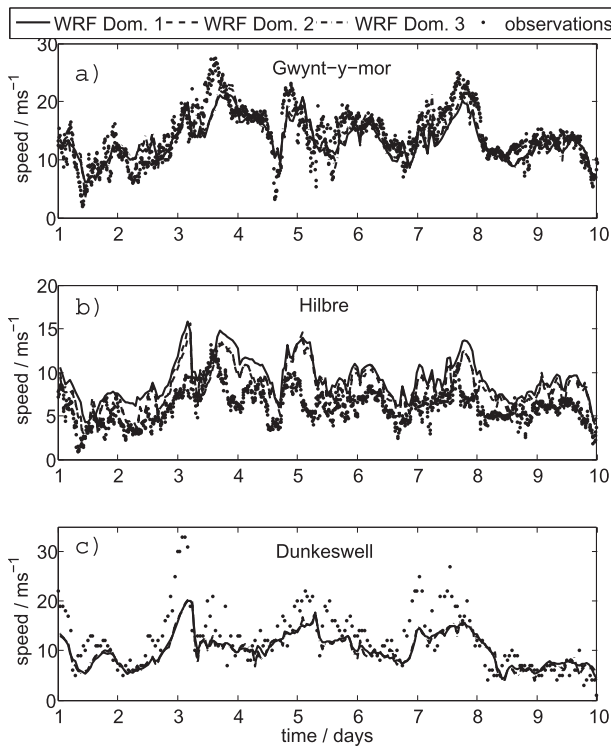 WRF Dom. 1 WRF Dom. 2 WRF Dom. 3 observations
a) Gwynt-y-mor
30
20
10
0
speed / ms⁻¹
1 2 3 4 5 6 7 8 9 10
b) Hilbre
20
15
10
5
0
speed / ms⁻¹
1 2 3 4 5 6 7 8 9 10
c) Dunkeswell
30
20
10
0
speed / ms⁻¹
1 2 3 4 5 6 7 8 9 10
time / days